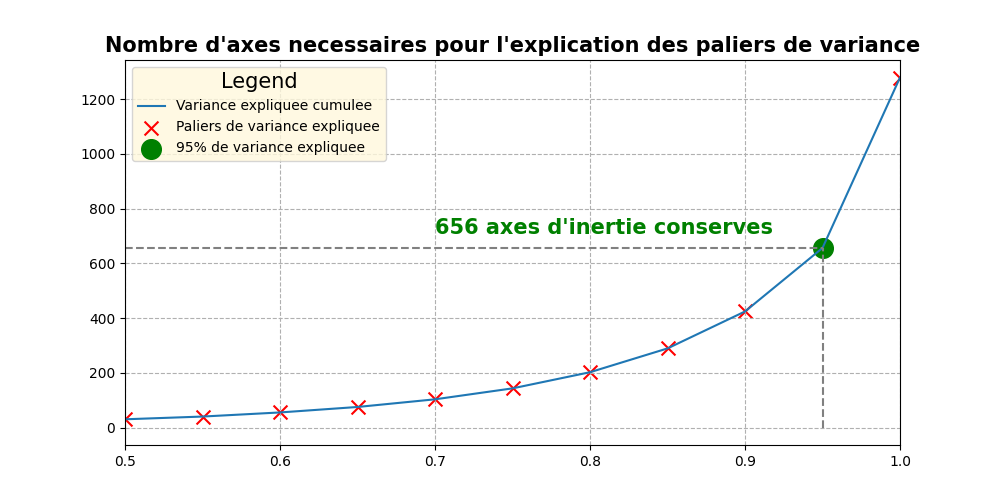 Nombre d'axes necessaires pour l'explication des paliers de variance
Legend
Variance expliquee cumulee
Paliers de variance expliquee
95% de variance expliquee
656 axes d'inertie conserves
1200
1000
800
600
400
200
0
0.5 0.6 0.7 0.8 0.9 1.0